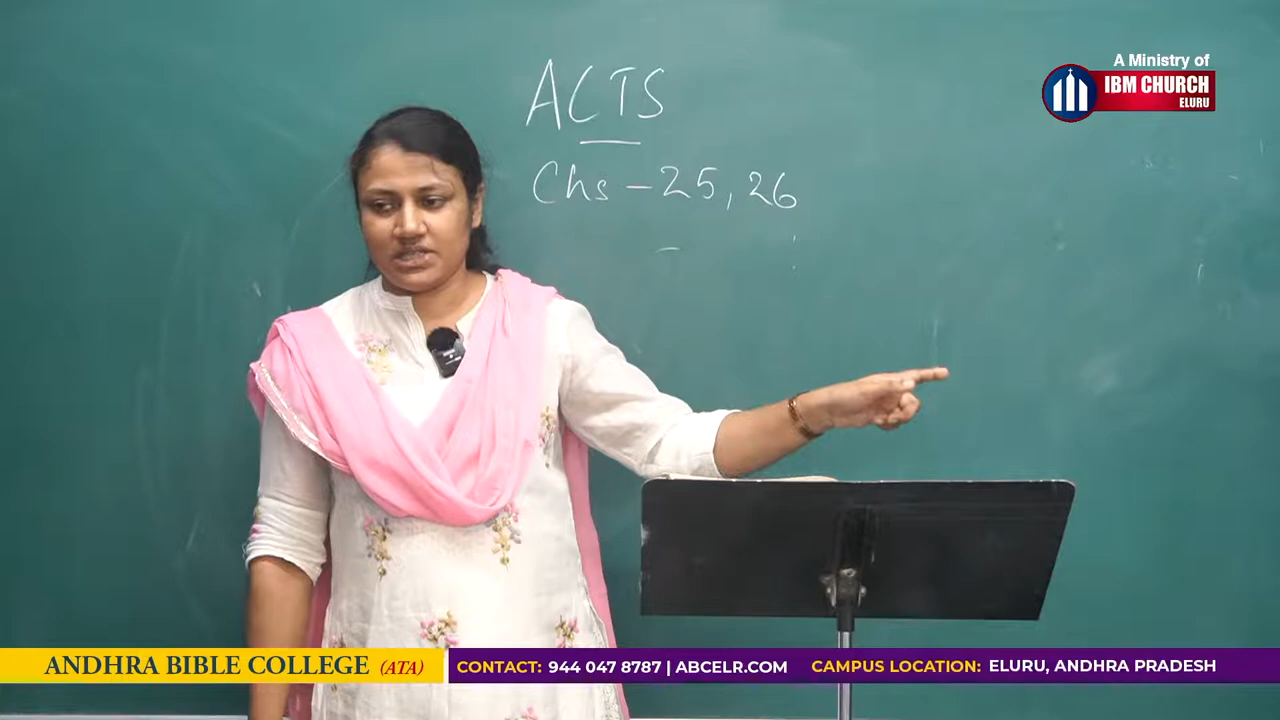 ACTS
Chs - 25, 26
A Ministry of
IBM CHURCH
ELURU
ANDHRA BIBLE COLLEGE (ATA)
CONTACT: 944 047 8787 | ABCELR.COM CAMPUS LOCATION: ELURU, ANDHRA PRADESH